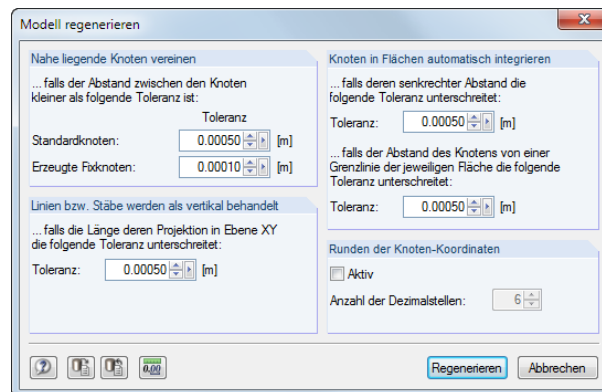 Modell regenerieren
Nahe liegende Knoten vereinen
... falls der Abstand zwischen den Knoten
kleiner als folgende Toleranz ist:
Toleranz
Standardknoten: 0.00050 [m]
Erzeugte Fixknoten: 0.00010 [m]
Linien bzw. Stäbe werden als vertikal behandelt
... falls die Länge deren Projektion in Ebene XY
die folgende Toleranz unterschreitet:
Toleranz: 0.00050 [m]
Knoten in Flächen automatisch integrieren
... falls deren senkrechter Abstand die
folgende Toleranz unterschreitet:
Toleranz: 0.00050 [m]
...falls der Abstand des Knotens von einer
Grenzlinie der jeweiligen Fläche die folgende
Toleranz unterschreitet:
Toleranz: 0.00050 [m]
Runden der Knoten-Koordinaten
Aktiv
Anzahl der Dezimalstellen: 6
0.00
Regenerieren Abbrechen